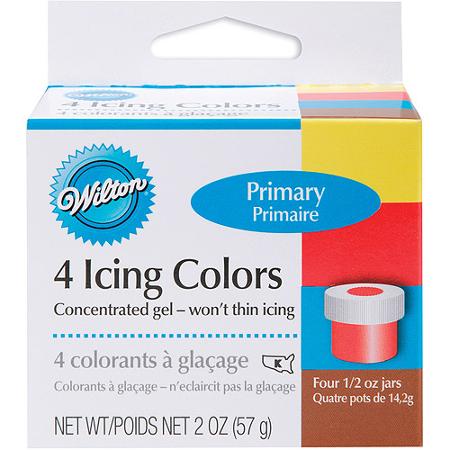 4 Icing Colors
4 colorants à glaçage
Wilton
Primary
Primaire
4 Icing Colors
Concentrated gel – won't thin icing
4 colorants à glaçage
K
Colorants à glaçage – n'eclaircit pas la glaçage
Four 1/2 oz jars
Quatre pots de 14,2g
NET WT/POIDS NET 2 OZ (57 g)